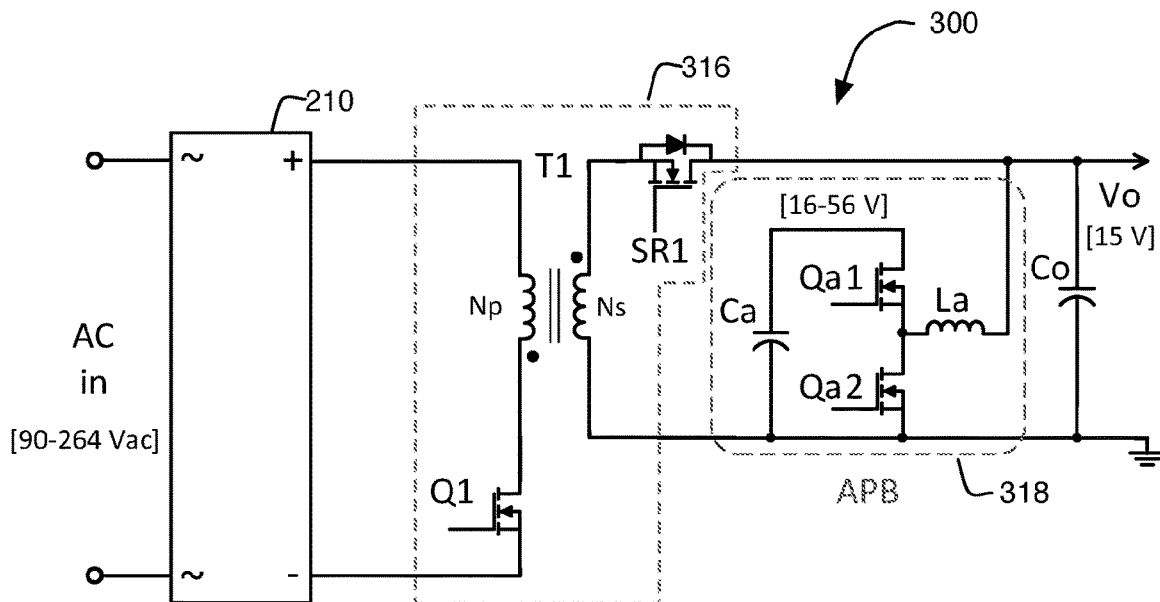 300
316
210
~
+
T1
Vo
[15 V]
[16-56 V]
SR1
Qa1
Co
Np
Ns
Ca
La
AC
in
[90-264 Vac]
Qa2
Q1
APB
318
~
-